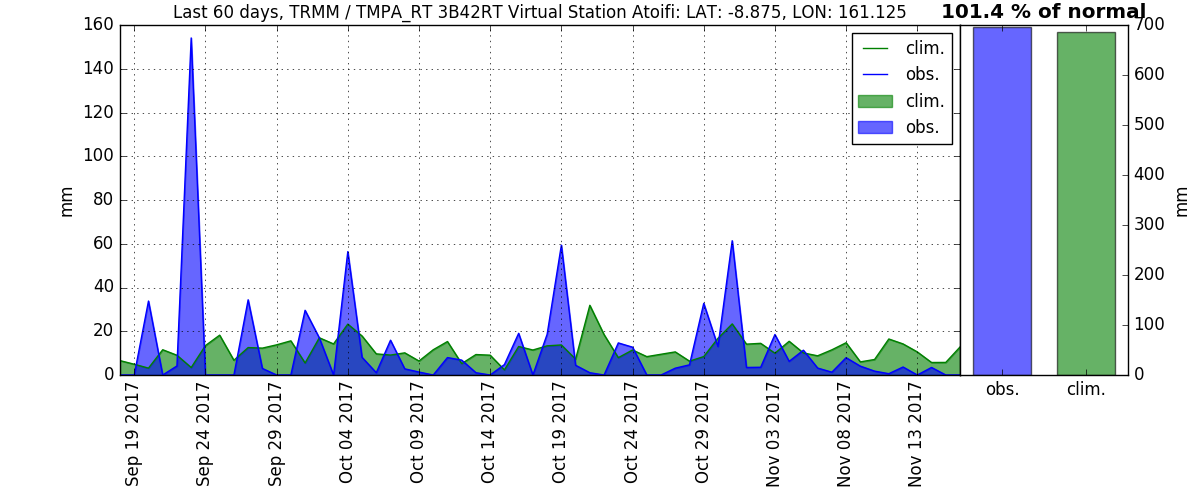 Last 60 days, TRMM / TMPA_RT 3B42RT Virtual Station Atoifi: LAT: -8.875, LON: 161.125
101.4 % of normal
160
140
120
100
80
60
40
20
0
mm
clim.
obs.
clim.
obs.
Sep 19 2017
Sep 24 2017
Sep 29 2017
Oct 04 2017
Oct 09 2017
Oct 14 2017
Oct 19 2017
Oct 24 2017
Oct 29 2017
Nov 03 2017
Nov 08 2017
Nov 13 2017
700
600
500
400
300
200
100
0
mm
obs.
clim.